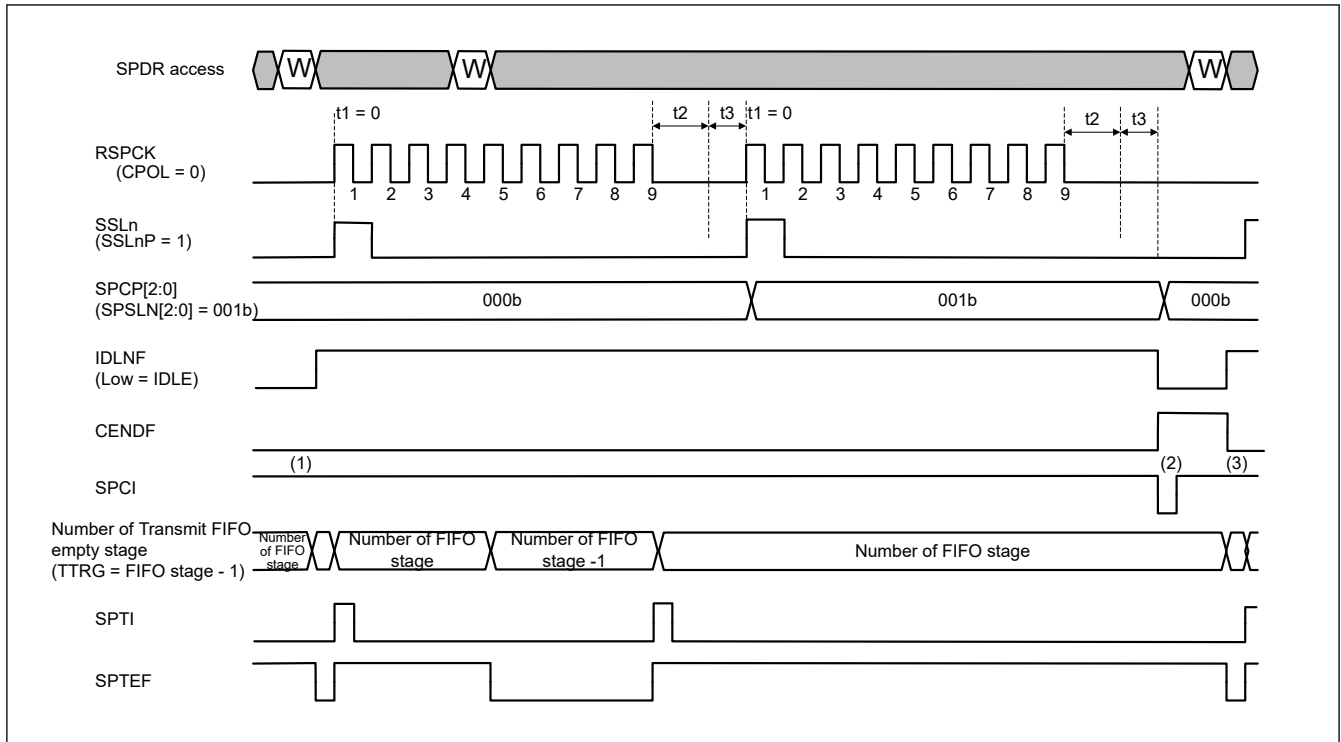 SPDR access
W
W
W
t1 = 0
t2
t3
t1 = 0
t2
t3
RSPCK
(CPOL = 0)
1 2 3 4 5 6 7 8 9 1 2 3 4 5 6 7 8 9
SSLn
(SSLnP = 1)
SPCP[2:0]
(SPSLN[2:0] = 001b)
000b
001b
000b
IDLNF
(Low = IDLE)
CENDF
(1)
(2)
(3)
SPCI
Number of Transmit FIFO
empty stage
(TTRG = FIFO stage - 1)
Number
of FIFO
stage
Number of FIFO
stage
Number of FIFO
stage -1
Number of FIFO stage
SPTI
SPTEF